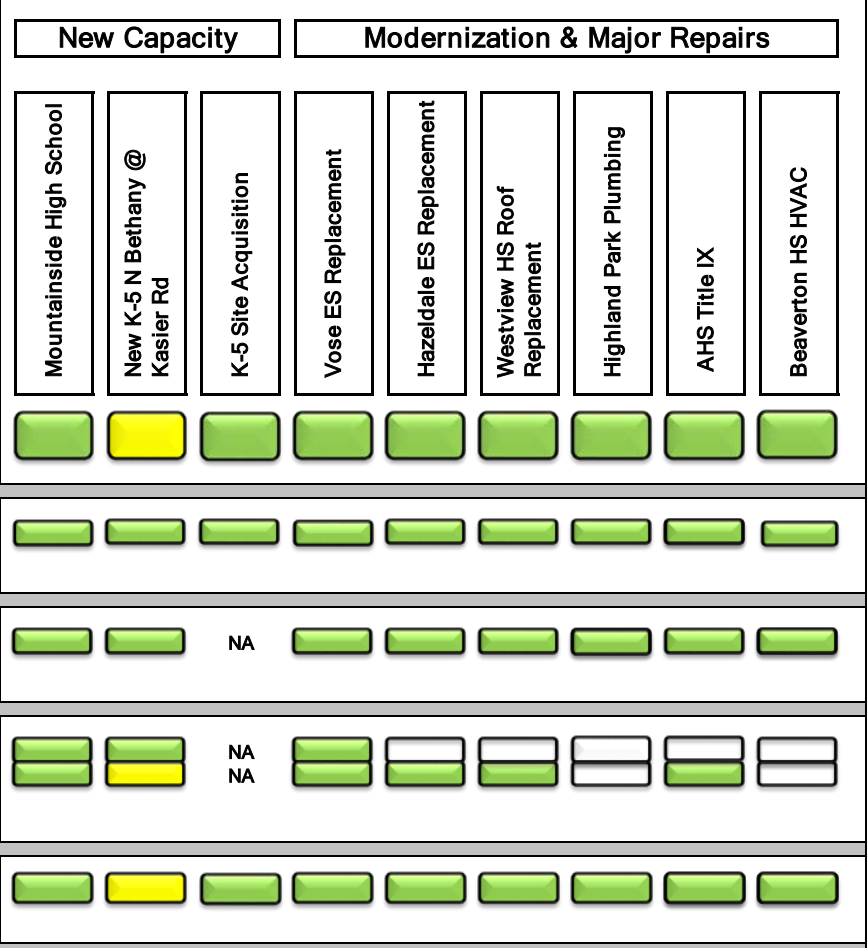 New Capacity
Modernization & Major Repairs
Mountainside High School
New K-5 N Bethany @
Kasier Rd
K-5 Site Acquisition
Vose ES Replacement
Hazeldale ES Replacement
Westview HS Roof
Replacement
Highland Park Plumbing
AHS Title IX
Beaverton HS HVAC
NA
NA
NA